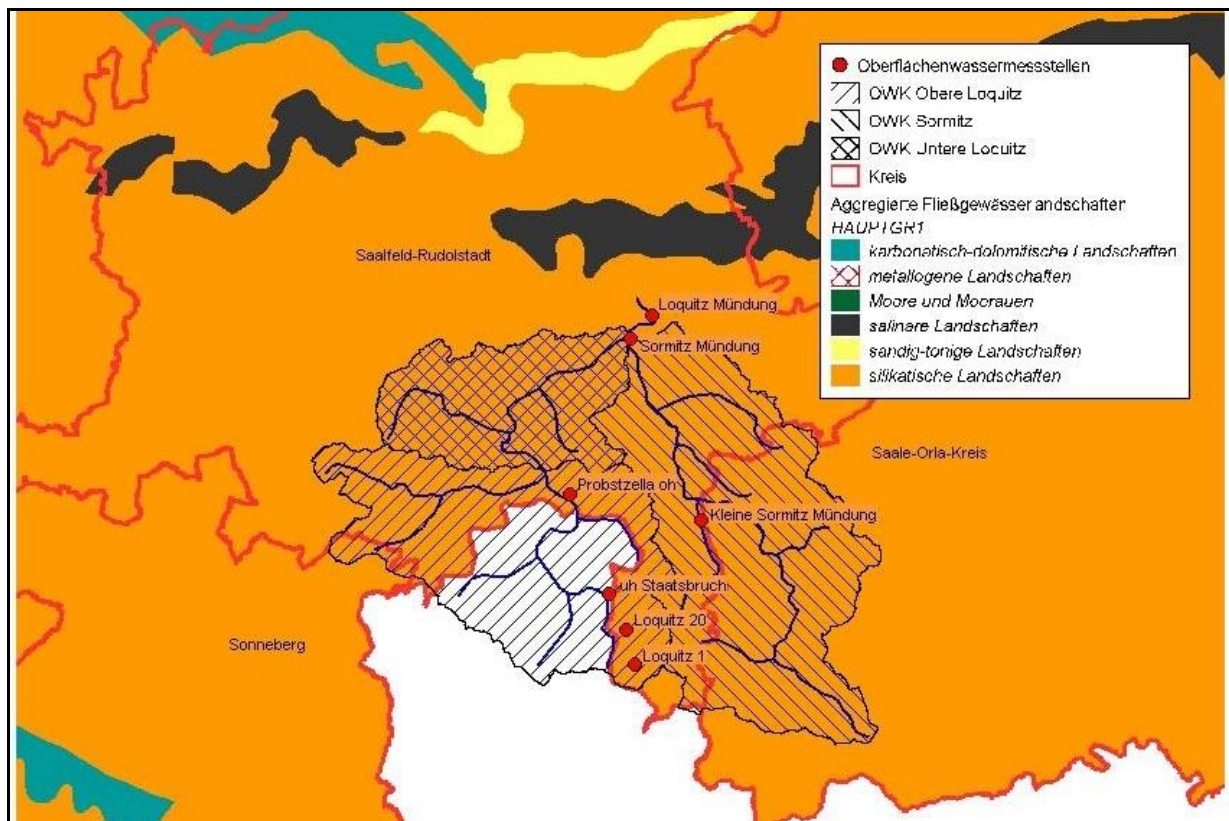 Oberflächenwassermessstellen
OWK Obere Loquitz
OWK Sormitz
OWK Untere Loquitz
Kreis
Aggregierte Fließgewässerlandschaften
HAUPTGR1
karbonatisch-dolomitische Landschaften
metallogene Landschaften
Moore und Moorauen
salinare Landschaften
sandig-tonige Landschaften
silikatische Landschaften
Saalfeld-Rudolstadt
Loquitz Mündung
Sormitz Mündung
Saale-Orla-Kreis
Probstzella oh
Kleine Sormitz Mündung
uh Staatsbruch
Loquitz 20
Sonneberg
Loquitz 1